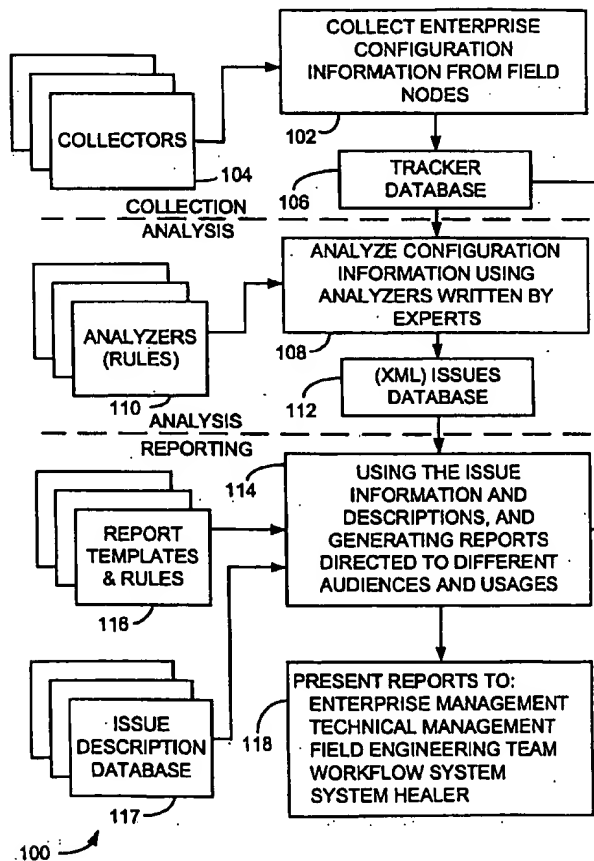 COLLECT ENTERPRISE
CONFIGURATION
INFORMATION FROM FIELD
NODES
102
COLLECTORS
104
106
TRACKER
DATABASE
COLLECTION
ANALYSIS
ANALYZE CONFIGURATION
INFORMATION USING
ANALYZERS WRITTEN BY
EXPERTS
108
ANALYZERS
(RULES)
110
112
(XML) ISSUES
DATABASE
ANALYSIS
REPORTING
114
USING THE ISSUE
INFORMATION AND
DESCRIPTIONS, AND
GENERATING REPORTS
DIRECTED TO DIFFERENT
AUDIENCES AND USAGES
REPORT
TEMPLATES
& RULES
116
PRESENT REPORTS TO:
ENTERPRISE MANAGEMENT
TECHNICAL MANAGEMENT
FIELD ENGINEERING TEAM
WORKFLOW SYSTEM
SYSTEM HEALER
118
ISSUE
DESCRIPTION
DATABASE
117
100